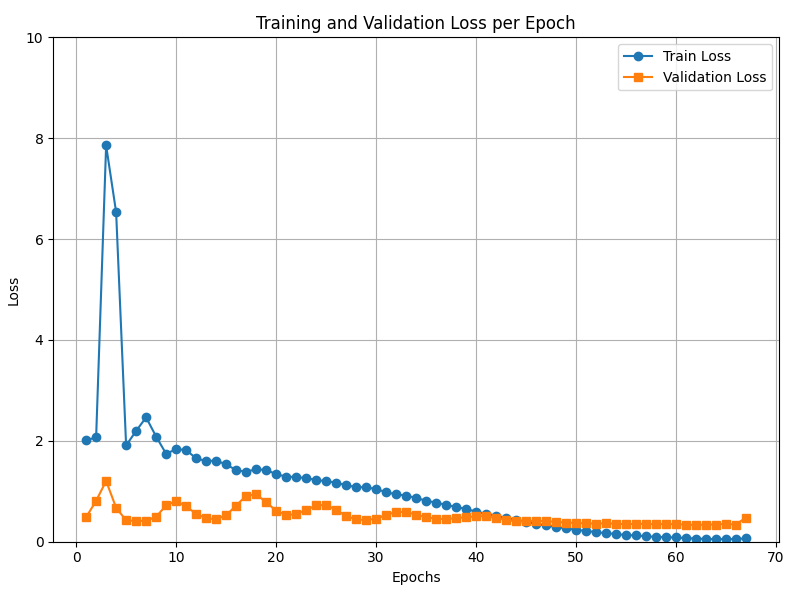 Training and Validation Loss per Epoch
10
Train Loss
Validation Loss
8
6
Loss
4
2
0
0 10 20 30 40 50 60 70
Epochs